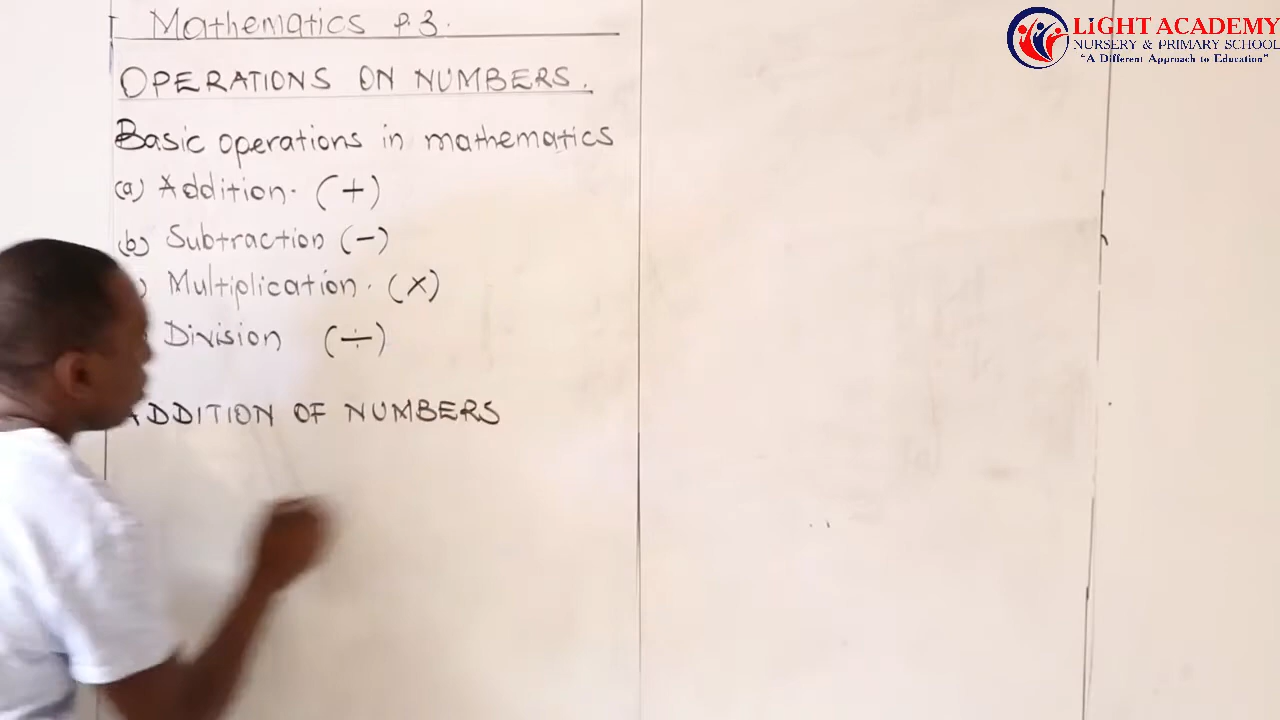 Mathematics P.3.
OPERATIONS ON NUMBERS.
Basic operations in mathematics
(a) Addition. (+)
(b) Subtraction (-)
) Multiplication. (×)
Division (÷)
ADDITION OF NUMBERS
LIGHT ACADEMY
NURSERY & PRIMARY SCHOOL
"A Different Approach to Education"